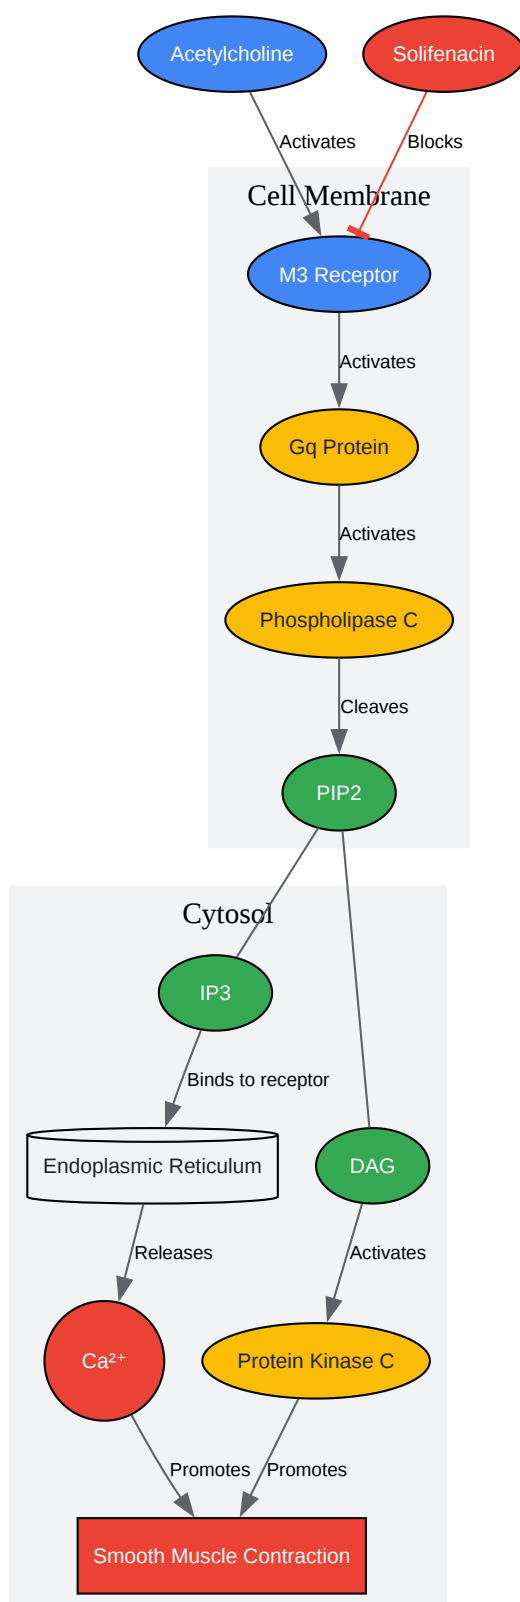 Acetylcholine
Solifenacin
Activates
Blocks
Cell Membrane
M3 Receptor
Activates
Gq Protein
Activates
Phospholipase C
Cleaves
PIP2
Cytosol
IP3
Binds to receptor
Endoplasmic Reticulum
DAG
Releases
Activates
Ca²⁺
Protein Kinase C
Promotes
Promotes
Smooth Muscle Contraction